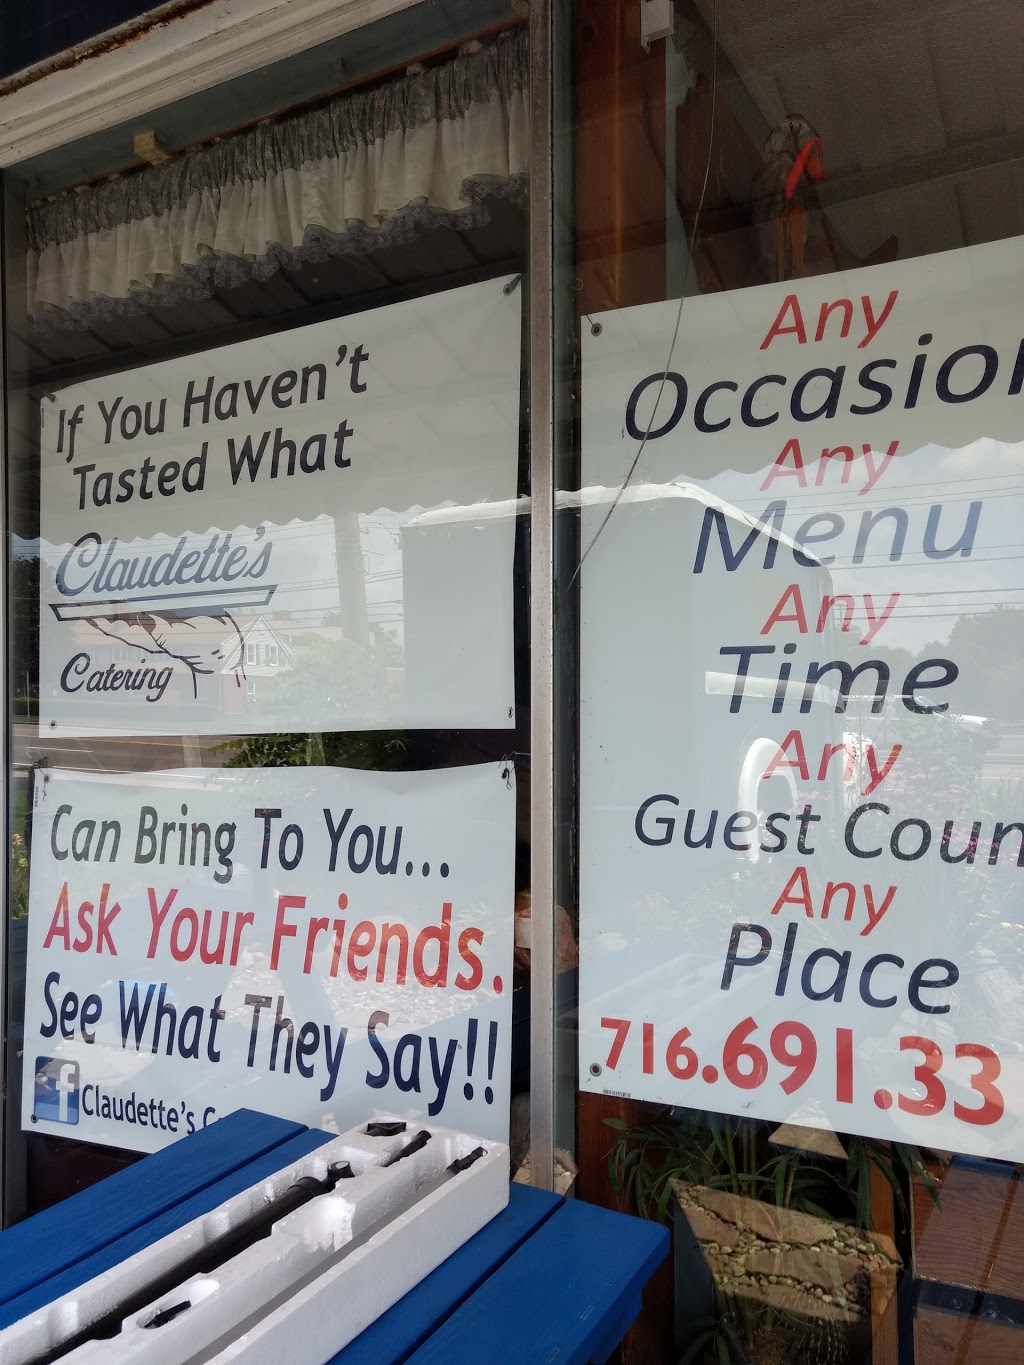 If You Haven't
Tasted What
Claudette's
Catering
Can Bring To You...
Ask Your Friends.
See What They Say!!
f Claudette's
Any
Occasion
Any
Menu
Any
Time
Any
Guest Coun
Any
Place
716.691.33